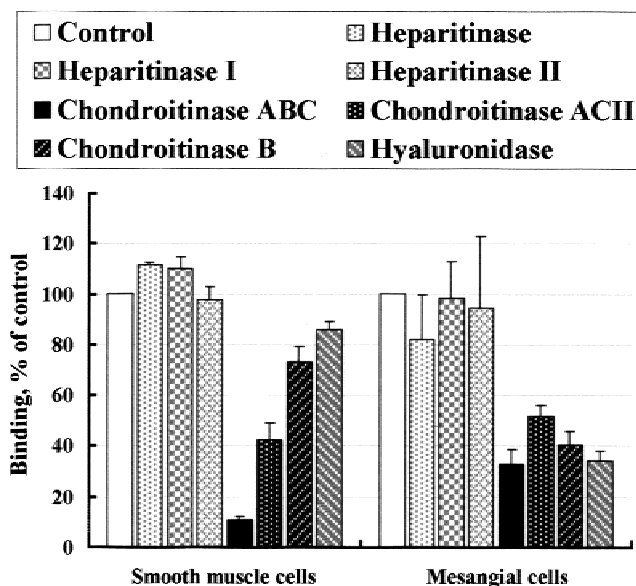 Control Heparitinase
Heparitinase I Heparitinase II
Chondroitinase ABC Chondroitinase ACII
Chondroitinase B Hyaluronidase
Binding, % of control
140
120
100
80
60
40
20
0
Smooth muscle cells Mesangial cells